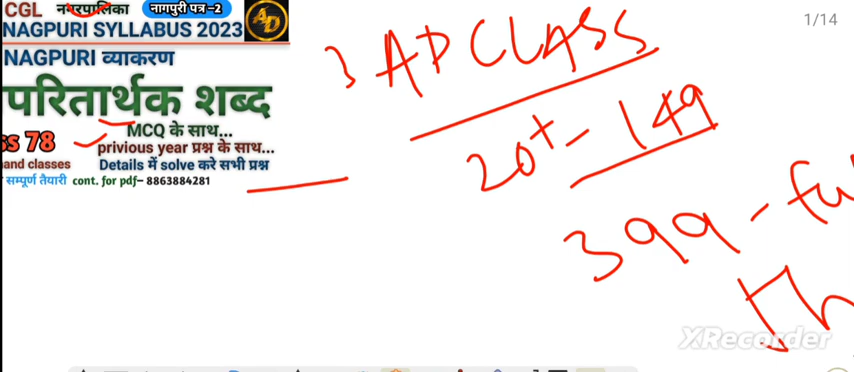 CGL नगरपालिका नागपुरी पत्र-2
NAGPURI SYLLABUS 2023
AD
NAGPURI व्याकरण
परितार्थक शब्द
SS 78 MCQ के साथ...
privious year प्रश्न के साथ...
and classes Details में solve करे सभी प्रश्न
सम्पूर्ण तैयारी cont. for pdf- 8863884281
AD CLASS
20+ - 149
399 -
1/14
XRecorder